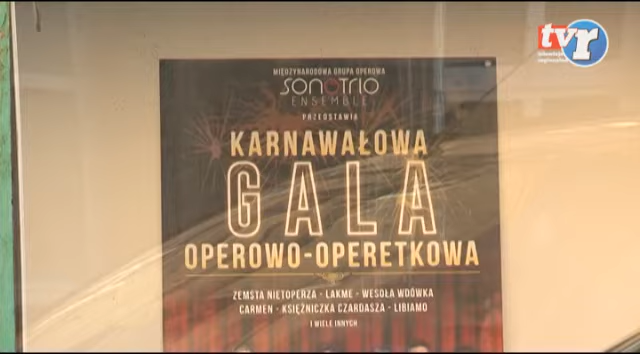 tvr
MIĘDZYNARODOWA GRUPA OPEROWA
SONOTRIO
ENSEMBLE
PRZEDSTAWIA
KARNAWAŁOWA
GALA
OPEROWO-OPERETKOWA
ZEMSTA NIETOPERZA - LAKME - WESOŁA WDÓWKA
CARMEN - KSIĘŻNICZKA CZARDASZA - LIBIAMO
I WIELE INNYCH